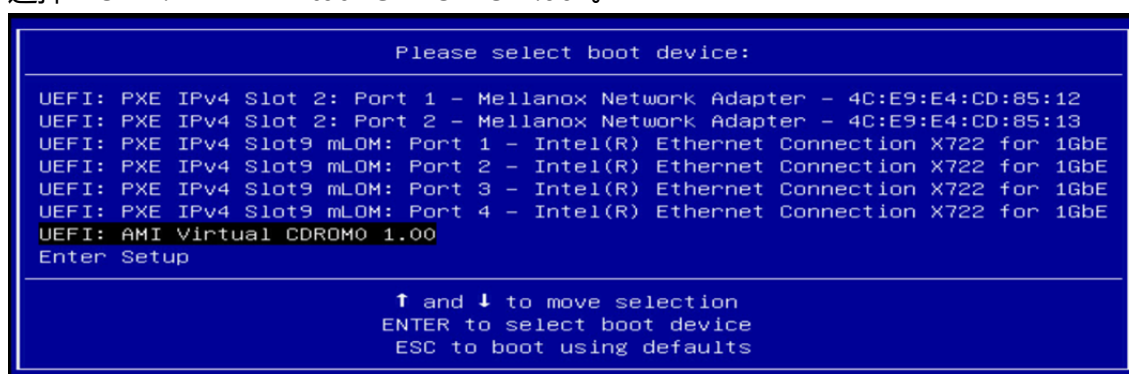 Please select boot device:
UEFI: PXE IPv4 Slot 2: Port 1 – Mellanox Network Adapter – 4C:E9:E4:CD:85:12
UEFI: PXE IPv4 Slot 2: Port 2 – Mellanox Network Adapter – 4C:E9:E4:CD:85:13
UEFI: PXE IPv4 Slot9 mLOM: Port 1 – Intel(R) Ethernet Connection X722 for 1GbE
UEFI: PXE IPv4 Slot9 mLOM: Port 2 – Intel(R) Ethernet Connection X722 for 1GbE
UEFI: PXE IPv4 Slot9 mLOM: Port 3 – Intel(R) Ethernet Connection X722 for 1GbE
UEFI: PXE IPv4 Slot9 mLOM: Port 4 – Intel(R) Ethernet Connection X722 for 1GbE
UEFI: AMI Virtual CDROM0 1.00
Enter Setup
↑ and ↓ to move selection
ENTER to select boot device
ESC to boot using defaults